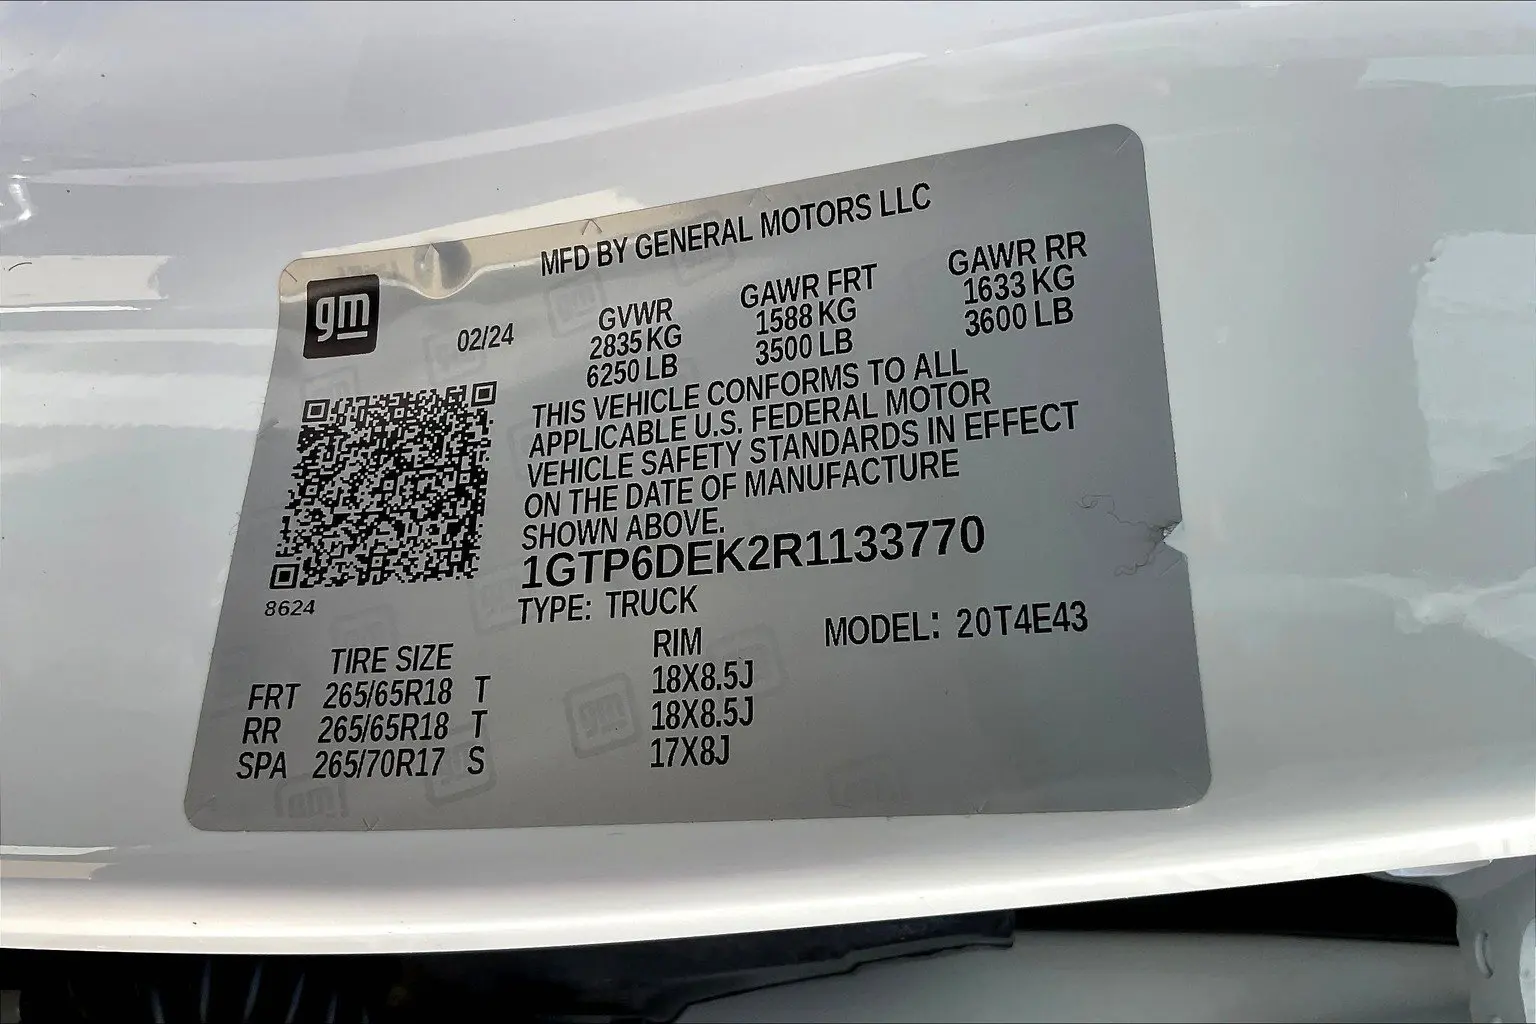 MFD BY GENERAL MOTORS LLC
gm
02/24
GVWR
2835 KG
6250 LB
GAWR FRT
1588 KG
3500 LB
GAWR RR
1633 KG
3600 LB
THIS VEHICLE CONFORMS TO ALL
APPLICABLE U.S. FEDERAL MOTOR
VEHICLE SAFETY STANDARDS IN EFFECT
ON THE DATE OF MANUFACTURE
SHOWN ABOVE.
1GTP6DEK2R1133770
8624
TYPE: TRUCK
MODEL: 20T4E43
TIRE SIZE RIM
FRT 265/65R18 T 18X8.5J
RR 265/65R18 T 18X8.5J
SPA 265/70R17 S 17X8J